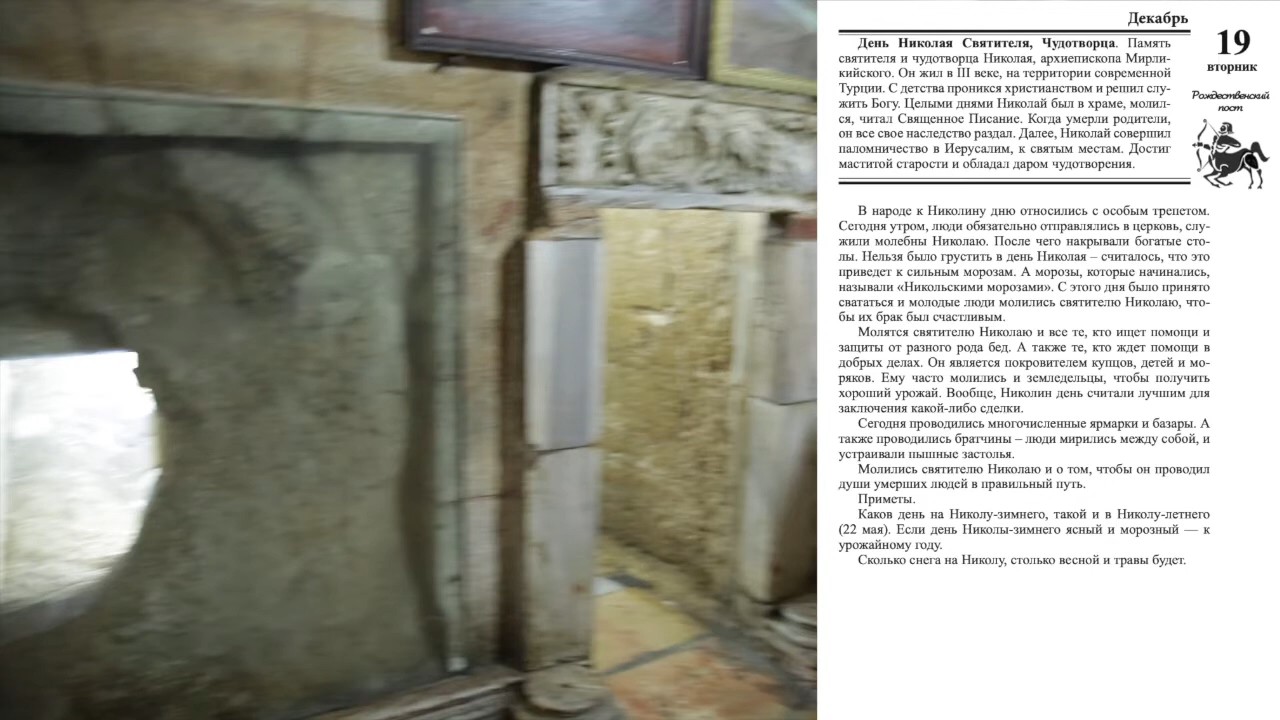 Декабрь
19
вторник
Рождественский
пост
День Николая Святителя, Чудотворца. Память
святителя и чудотворца Николая, архиепископа Мирли-
кийского. Он жил в III веке, на территории современной
Турции. С детства проникся христианством и решил слу-
жить Богу. Целыми днями Николай был в храме, молил-
ся, читал Священное Писание. Когда умерли родители,
он все свое наследство раздал. Далее, Николай совершил
паломничество в Иерусалим, к святым местам. Достиг
маститой старости и обладал даром чудотворения.
В народе к Николину дню относились с особым трепетом.
Сегодня утром, люди обязательно отправлялись в церковь, слу-
жили молебны Николаю. После чего накрывали богатые сто-
лы. Нельзя было грустить в день Николая – считалось, что это
приведет к сильным морозам. А морозы, которые начинались,
называли «Никольскими морозами». С этого дня было принято
свататься и молодые люди молились святителю Николаю, что-
бы их брак был счастливым.
Молятся святителю Николаю и все те, кто ищет помощи и
защиты от разного рода бед. А также те, кто ждет помощи в
добрых делах. Он является покровителем купцов, детей и мо-
ряков. Ему часто молились и земледельцы, чтобы получить
хороший урожай. Вообще, Николин день считали лучшим для
заключения какой-либо сделки.
Сегодня проводились многочисленные ярмарки и базары. А
также проводились братчины – люди мирились между собой, и
устраивали пышные застолья.
Молились святителю Николаю и о том, чтобы он проводил
души умерших людей в правильный путь.
Приметы.
Каков день на Николу-зимнего, такой и в Николу-летнего
(22 мая). Если день Николы-зимнего ясный и морозный — к
урожайному году.
Сколько снега на Николу, столько весной и травы будет.